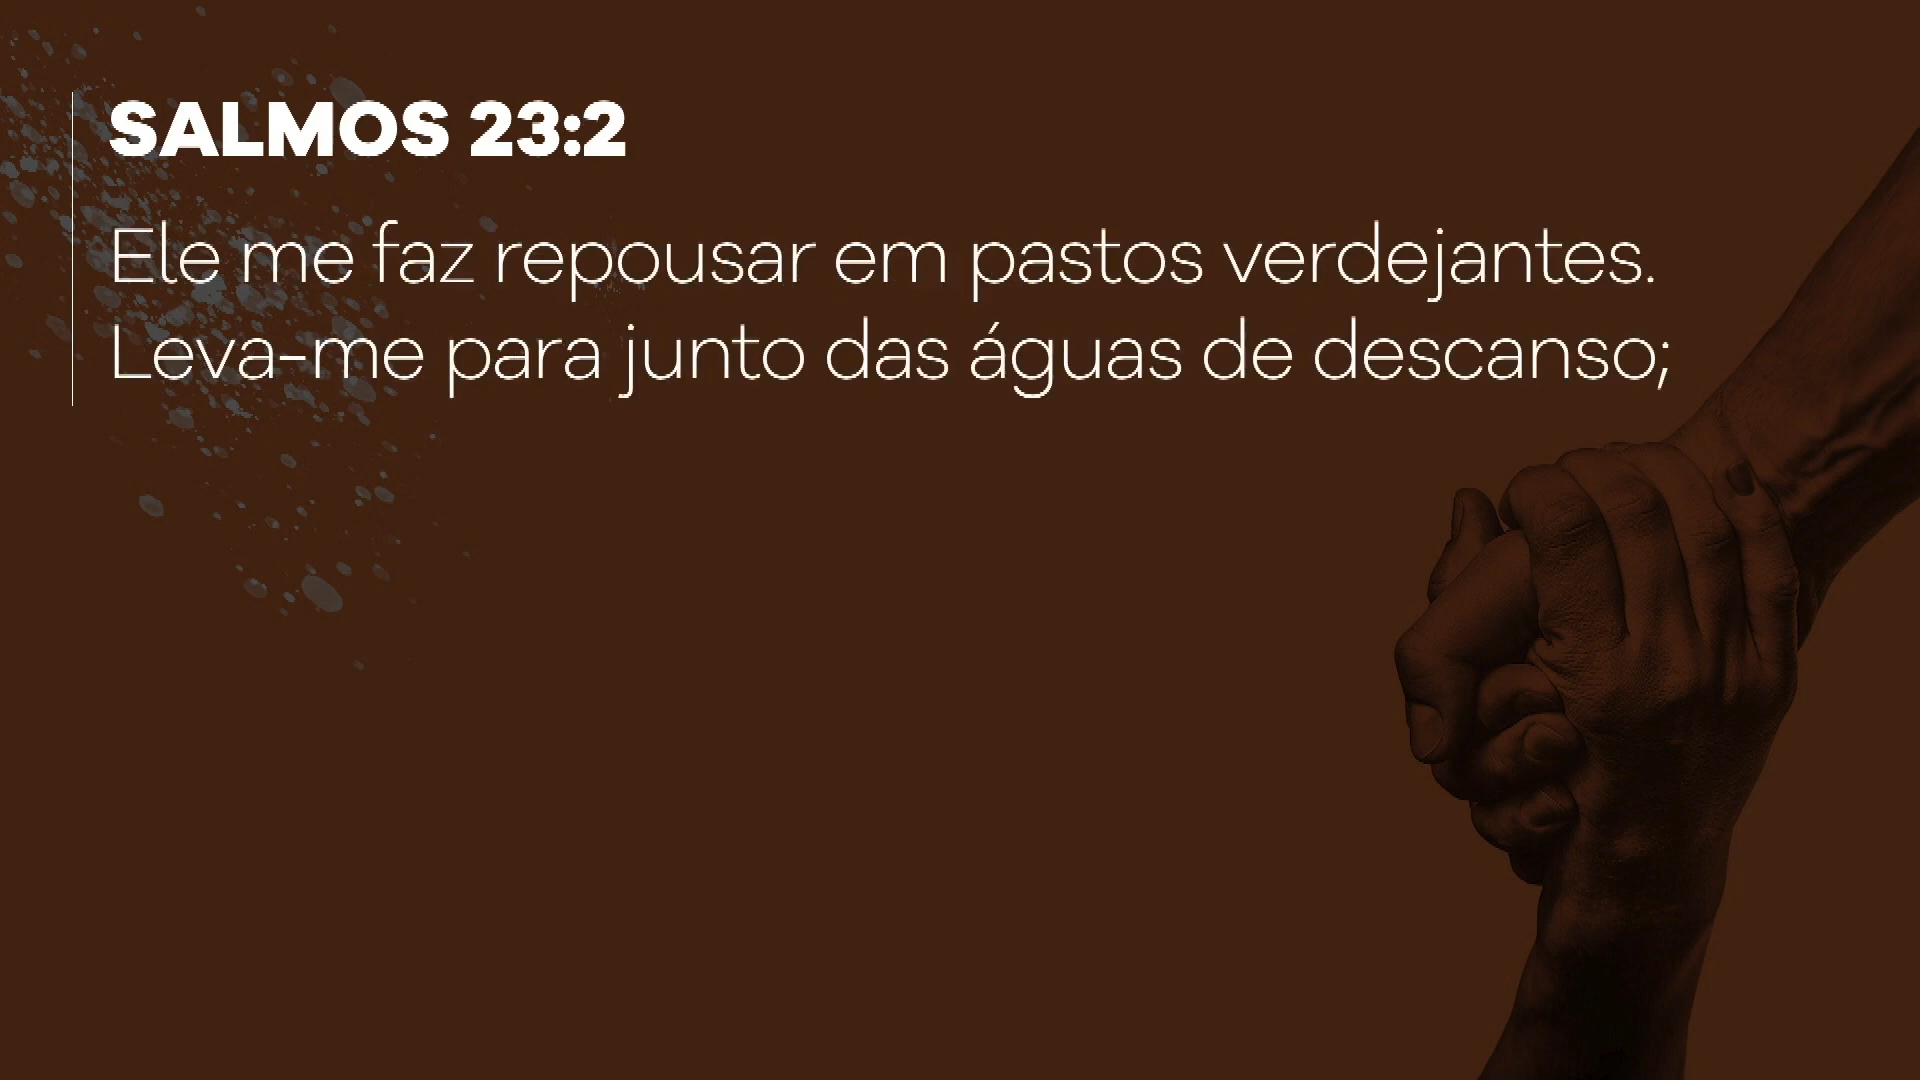 SALMOS 23:2
Ele me faz repousar em pastos verdejantes.
Leva-me para junto das águas de descanso;